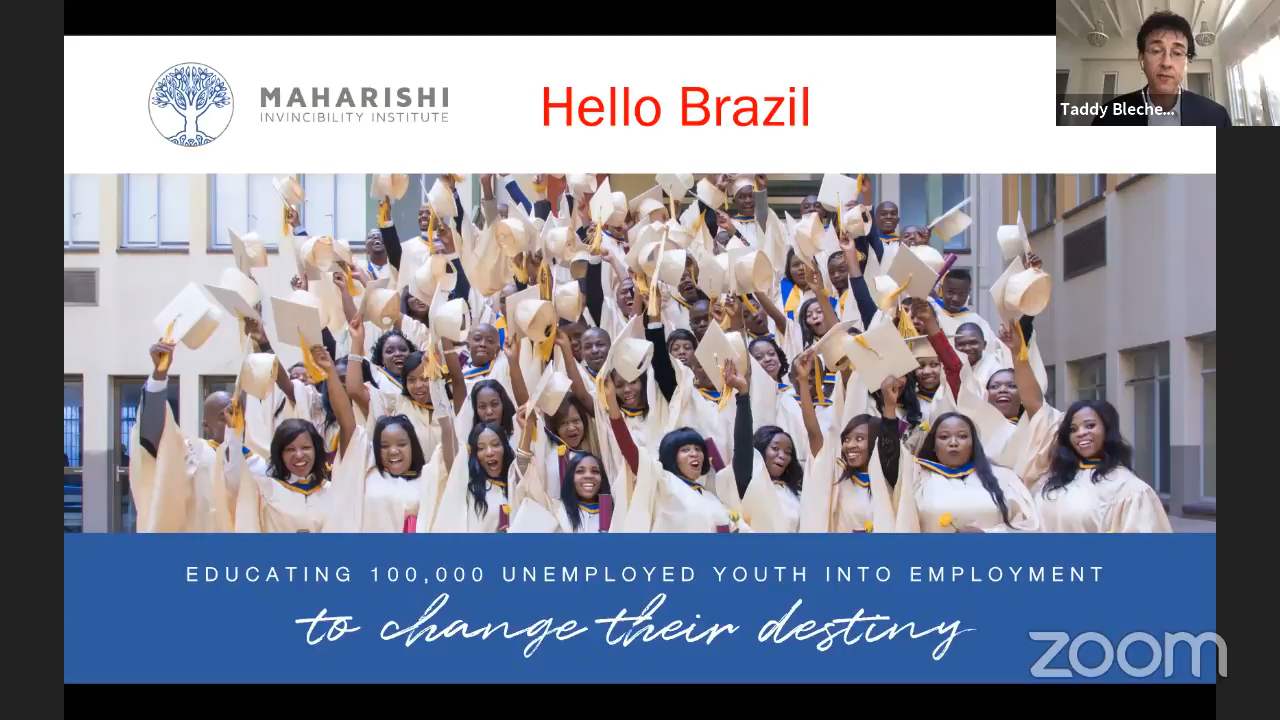 MAHARISHI
INVINCIBILITY INSTITUTE
Hello Brazil
Taddy Bleche...
EDUCATING 100,000 UNEMPLOYED YOUTH INTO EMPLOYMENT
to change their destiny
zoom